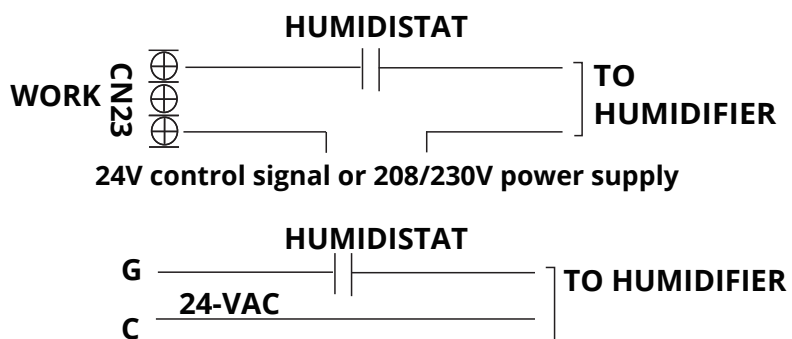 HUMIDISTAT
WORK CN23
TO
HUMIDIFIER
24V control signal or 208/230V power supply
HUMIDISTAT
G
TO HUMIDIFIER
24-VAC
C